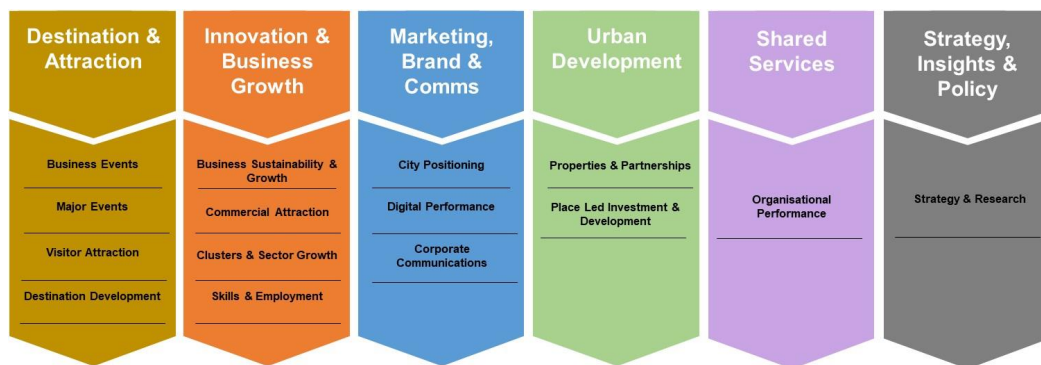 Destination &
Attraction
Innovation &
Business
Growth
Marketing,
Brand &
Comms
Urban
Development
Shared
Services
Strategy,
Insights &
Policy
Business Events
Major Events
Visitor Attraction
Destination Development
Business Sustainability &
Growth
Commercial Attraction
Clusters & Sector Growth
Skills & Employment
City Positioning
Digital Performance
Corporate
Communications
Properties & Partnerships
Place Led Investment &
Development
Organisational
Performance
Strategy & Research